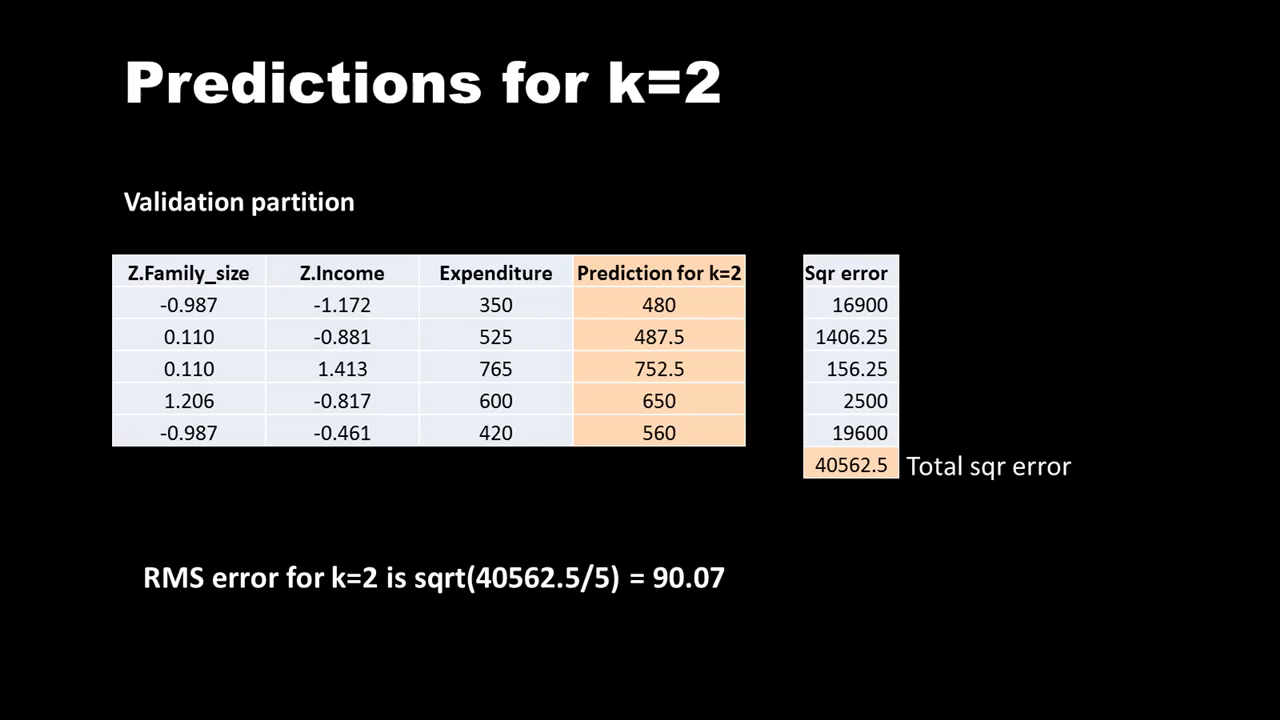 Predictions for k=2
Validation partition
Z.Family_size Z.Income Expenditure Prediction for k=2 Sqr error
-0.987 -1.172 350 480 16900
0.110 -0.881 525 487.5 1406.25
0.110 1.413 765 752.5 156.25
1.206 -0.817 600 650 2500
-0.987 -0.461 420 560 19600
40562.5 Total sqr error
RMS error for k=2 is sqrt(40562.5/5) = 90.07